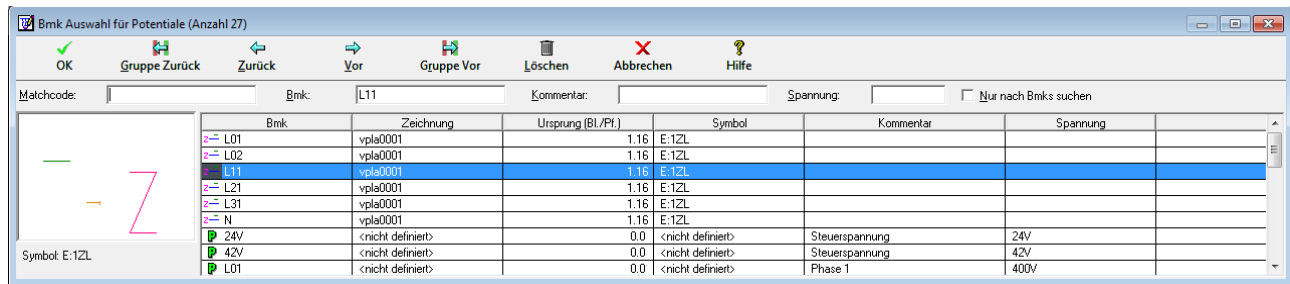 Bmk Auswahl für Potentiale (Anzahl 27)
OK Gruppe Zurück Zurück Vor Gruppe Vor Löschen Abbrechen Hilfe
Matchcode: Bmk: L11 Kommentar: Spannung: Nur nach Bmks suchen
Bmk Zeichnung Ursprung (Bl./Pf.) Symbol Kommentar Spannung
L01 vpla0001 1.16 E:1ZL
L02 vpla0001 1.16 E:1ZL
L11 vpla0001 1.16 E:1ZL
L21 vpla0001 1.16 E:1ZL
L31 vpla0001 1.16 E:1ZL
N vpla0001 1.16 E:1ZL
P 24V <nicht definiert> 0.0 <nicht definiert> Steuerspannung 24V
P 42V <nicht definiert> 0.0 <nicht definiert> Steuerspannung 42V
P L01 <nicht definiert> 0.0 <nicht definiert> Phase 1 400V
Symbol: E:1ZL